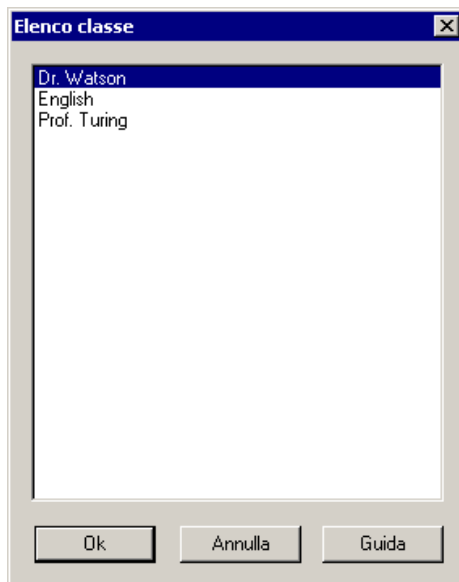 Elenco classe
Dr. Watson
English
Prof. Turing
Ok Annulla Guida